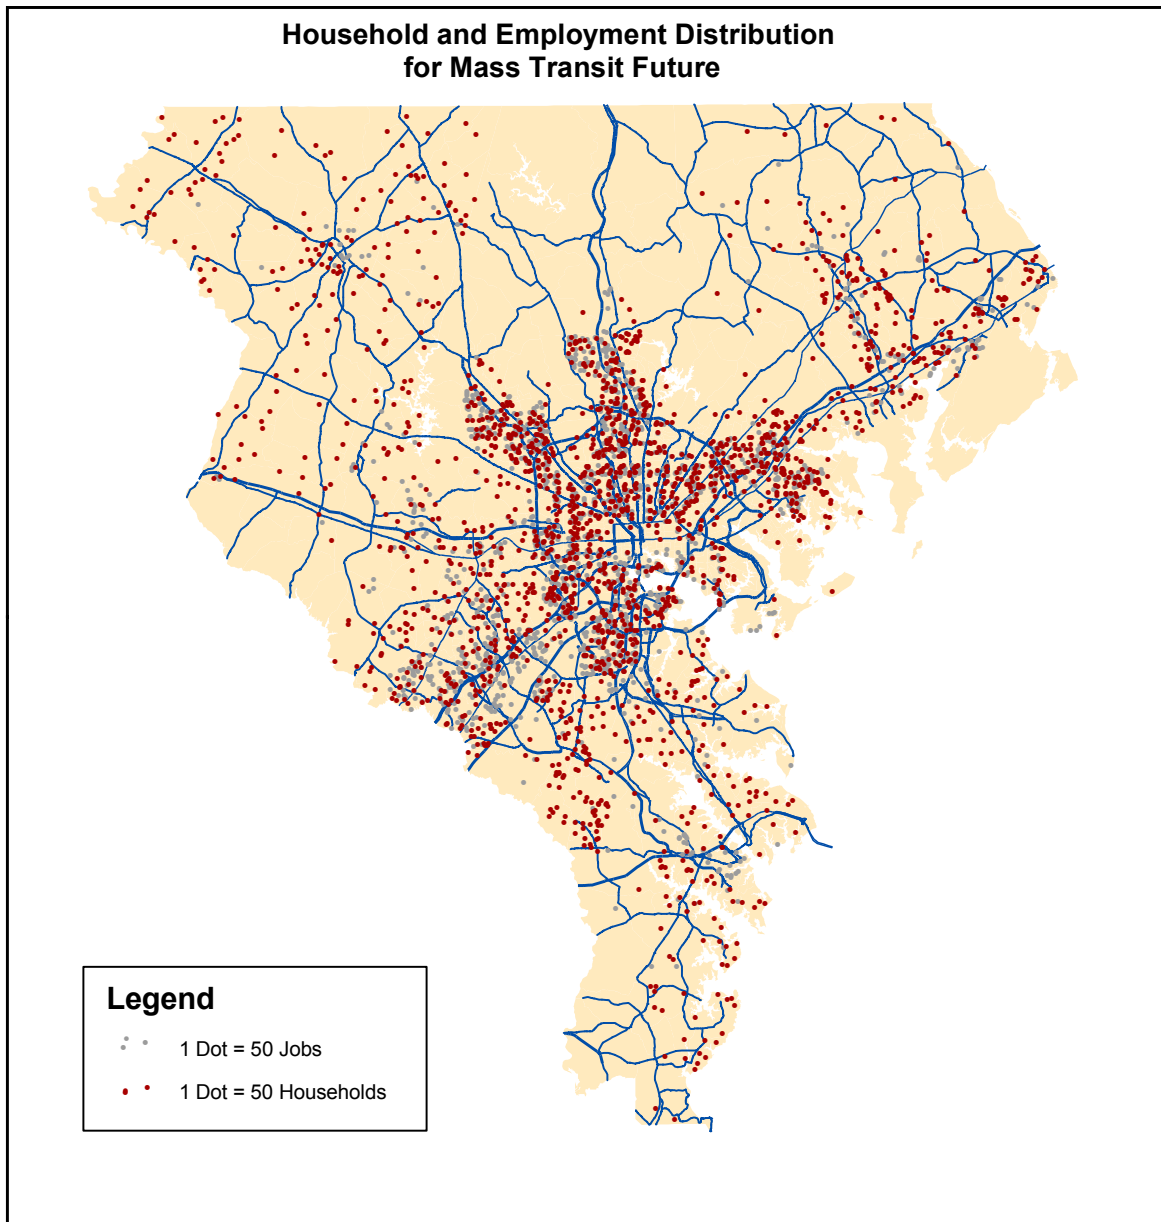 Household and Employment Distribution
for Mass Transit Future
Legend
1 Dot = 50 Jobs
1 Dot = 50 Households